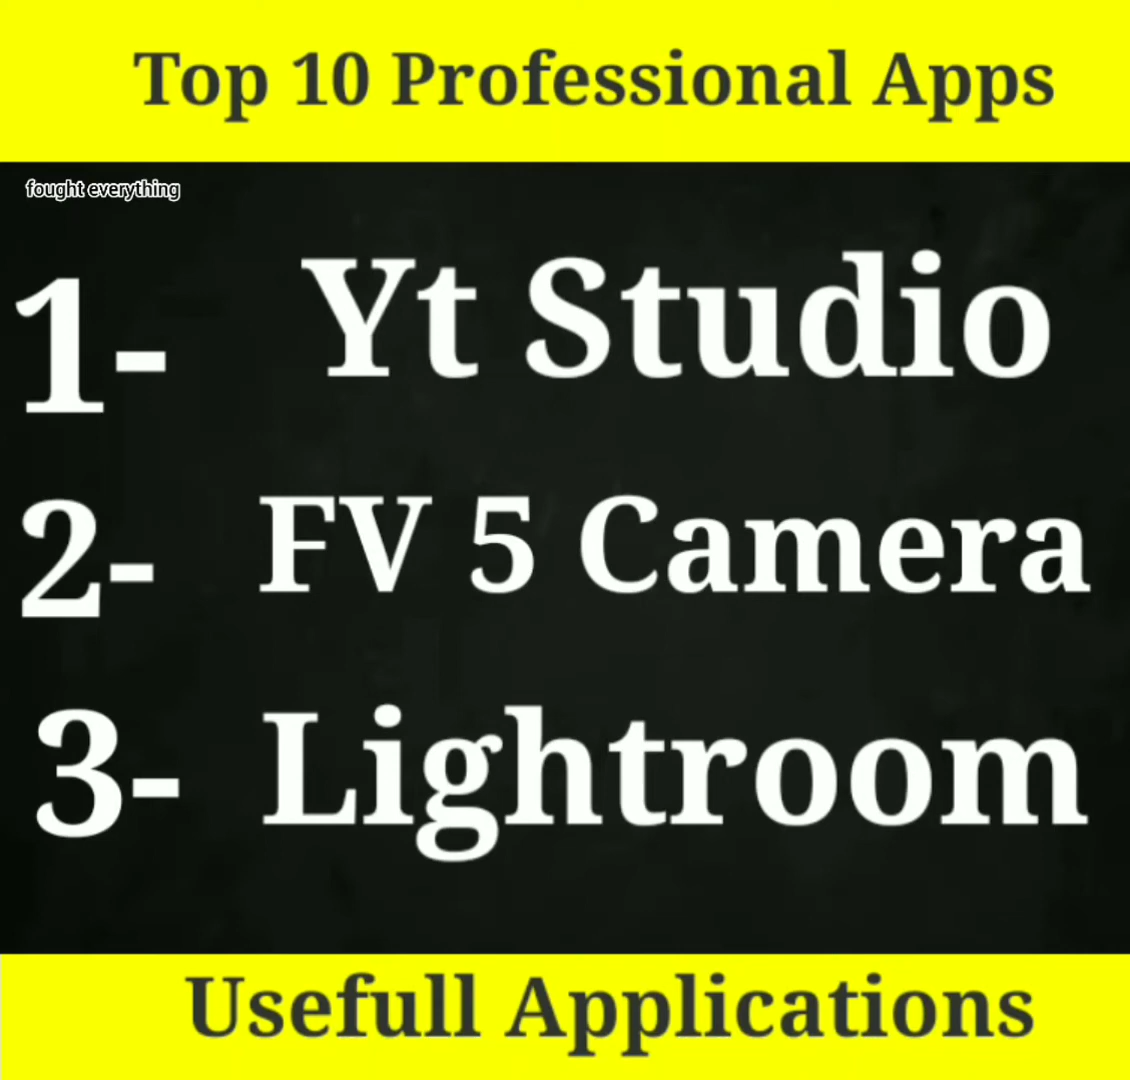 Top 10 Professional Apps
fought everything
1- Yt Studio
2- FV 5 Camera
3- Lightroom
Usefull Applications